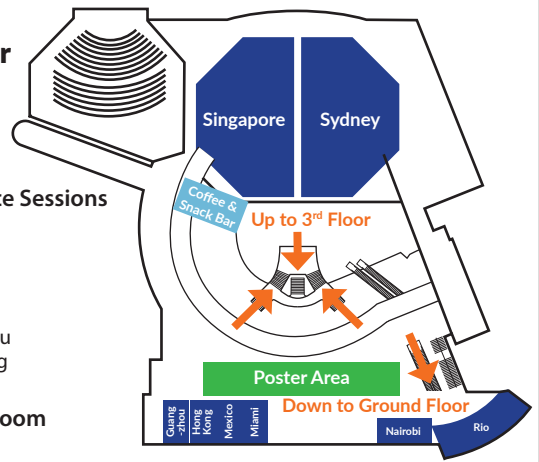 r
Singapore
Sydney
te Sessions
Coffee &
Snack Bar
Up to 3rd Floor
u
g
Poster Area
Down to Ground Floor
oom
Guang
-zhou
Hong
Kong
Mexico
Miami
Nairobi
Rio